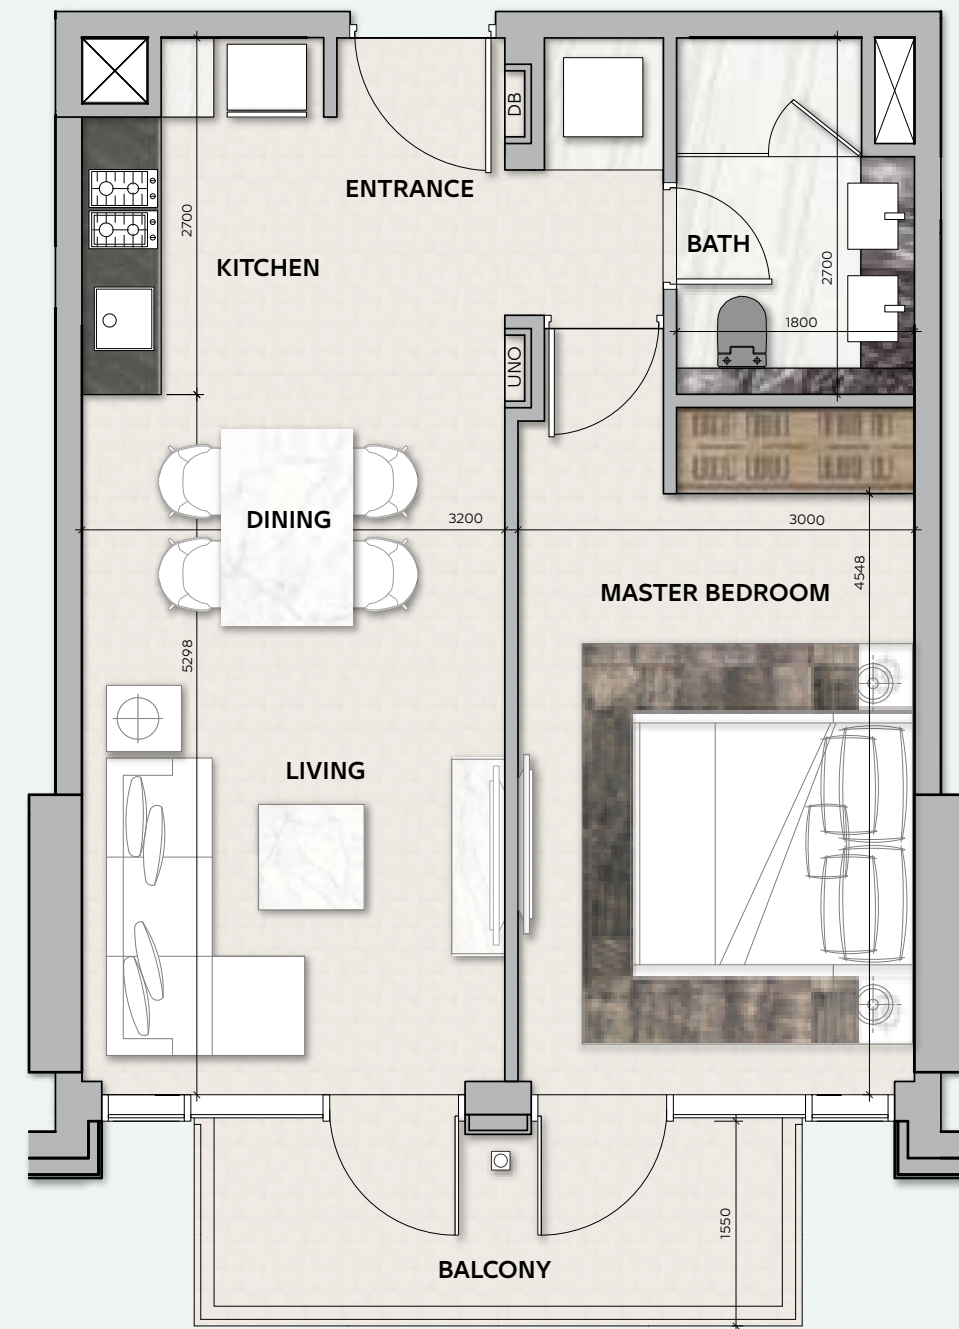 DB
ENTRANCE
2700
KITCHEN
BATH
2700
1800
UNO
DINING
3200
3000
4548
MASTER BEDROOM
5298
LIVING
1550
BALCONY